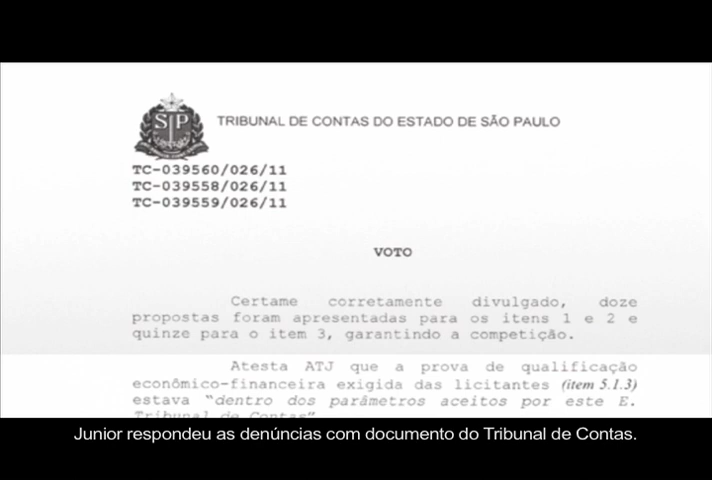 SP
TRIBUNAL DE CONTAS DO ESTADO DE SÃO PAULO
TC-039560/026/11
TC-039558/026/11
TC-039559/026/11
VOTO
Certame corretamente divulgado, doze
propostas foram apresentadas para os itens 1 e 2 e
quinze para o item 3, garantindo a competição.
Atesta ATJ que a prova de qualificação
econômico-financeira exigida das licitantes (item 5.1.3)
estava "dentro dos parâmetros aceitos por este E.
Tribunal de Contas"
Junior respondeu as denúncias com documento do Tribunal de Contas.